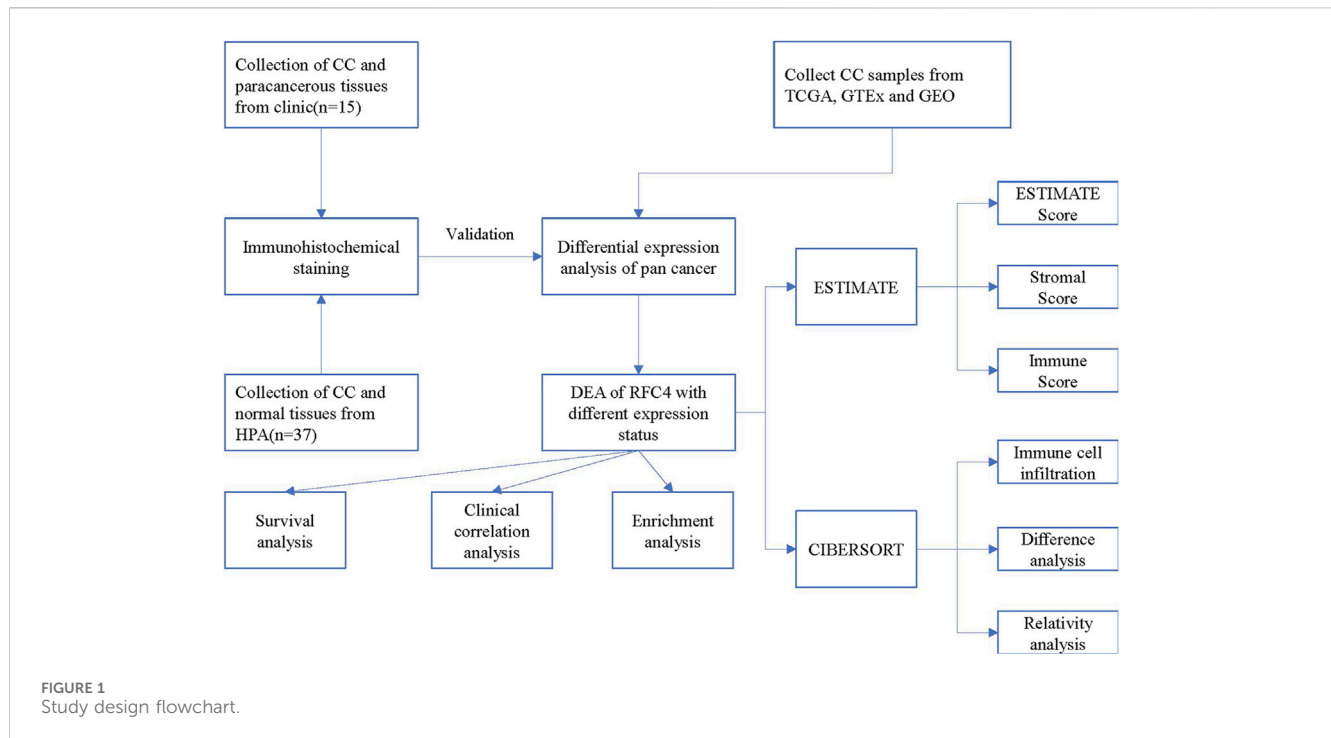 Collection of CC and
paracancerous tissues
from clinic(n=15)
Collect CC samples from
TCGA, GTEx and GEO
Immunohistochemical
staining
Validation
Differential expression
analysis of pan cancer
Collection of CC and
normal tissues from
HPA(n=37)
DEA of RFC4 with
different expression
status
Survival
analysis
Clinical
correlation
analysis
Enrichment
analysis
ESTIMATE
ESTIMATE
Score
Stromal
Score
Immune
Score
CIBERSORT
Immune cell
infiltration
Difference
analysis
Relativity
analysis
FIGURE 1
Study design flowchart.